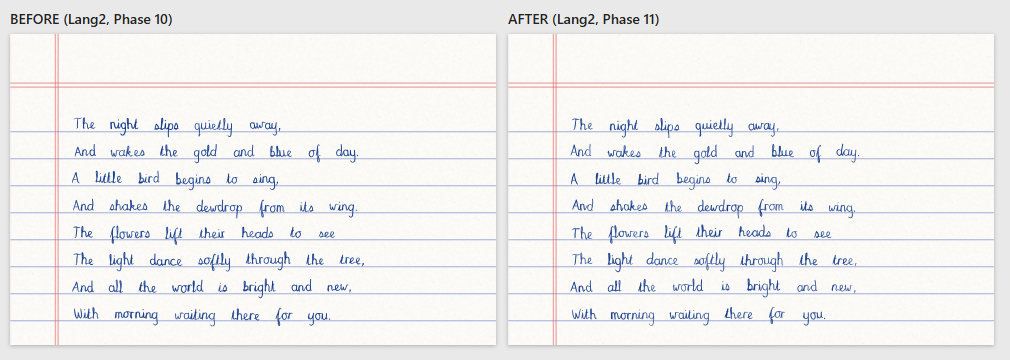 BEFORE (Lang2, Phase 10)
The night slips quietly away,
And wakes the gold and blue of day.
A little bird begins to sing,
And shakes the dewdrop from its wing.
The flowers lift their heads to see
The light dance softly through the tree,
And all the world is bright and new,
With morning waiting there for you.
AFTER (Lang2, Phase 11)
The night slips quietly away,
And wakes the gold and blue of day.
A little bird begins to sing,
And shakes the dewdrop from its wing.
The flowers lift their heads to see
The light dance softly through the tree,
And all the world is bright and new,
With morning waiting there for you.